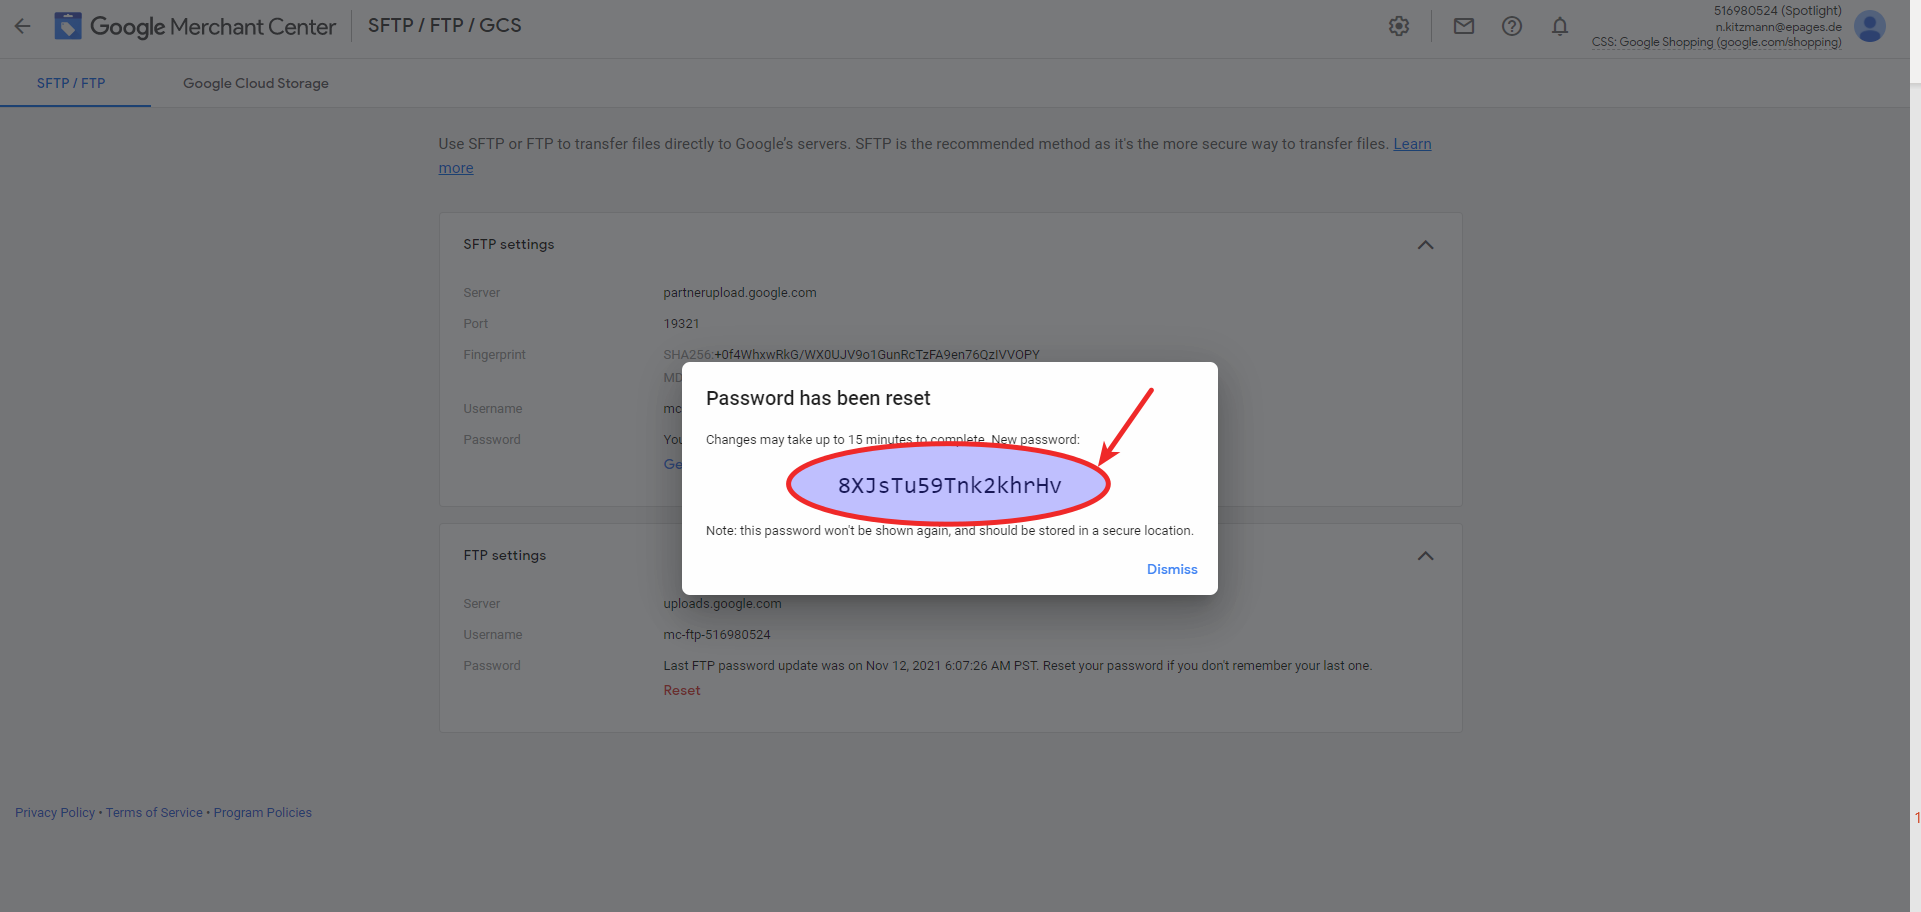 Google Merchant Center
SFTP / FTP / GCS
516980524 (Spotlight)
n.kitzmann@epages.de
CSS: Google Shopping (google.com/shopping)
SFTP / FTP
Google Cloud Storage
Use SFTP or FTP to transfer files directly to Google's servers. SFTP is the recommended method as it's the more secure way to transfer files. Learn
more
SFTP settings
Server
partnerupload.google.com
Port
19321
Fingerprint
SHA256:+0f4WhxwRkG/WX0UJV9o1GunRcTzFA9en76QzIVVOPY
MD
Username
mc-
Password
You
Ge
Password has been reset
Changes may take up to 15 minutes to complete. New password:
8XJsTu59Tnk2khrHv
Note: this password won't be shown again, and should be stored in a secure location.
Dismiss
FTP settings
Server
uploads.google.com
Username
mc-ftp-516980524
Password
Last FTP password update was on Nov 12, 2021 6:07:26 AM PST. Reset your password if you don't remember your last one.
Reset
Privacy Policy • Terms of Service • Program Policies
1